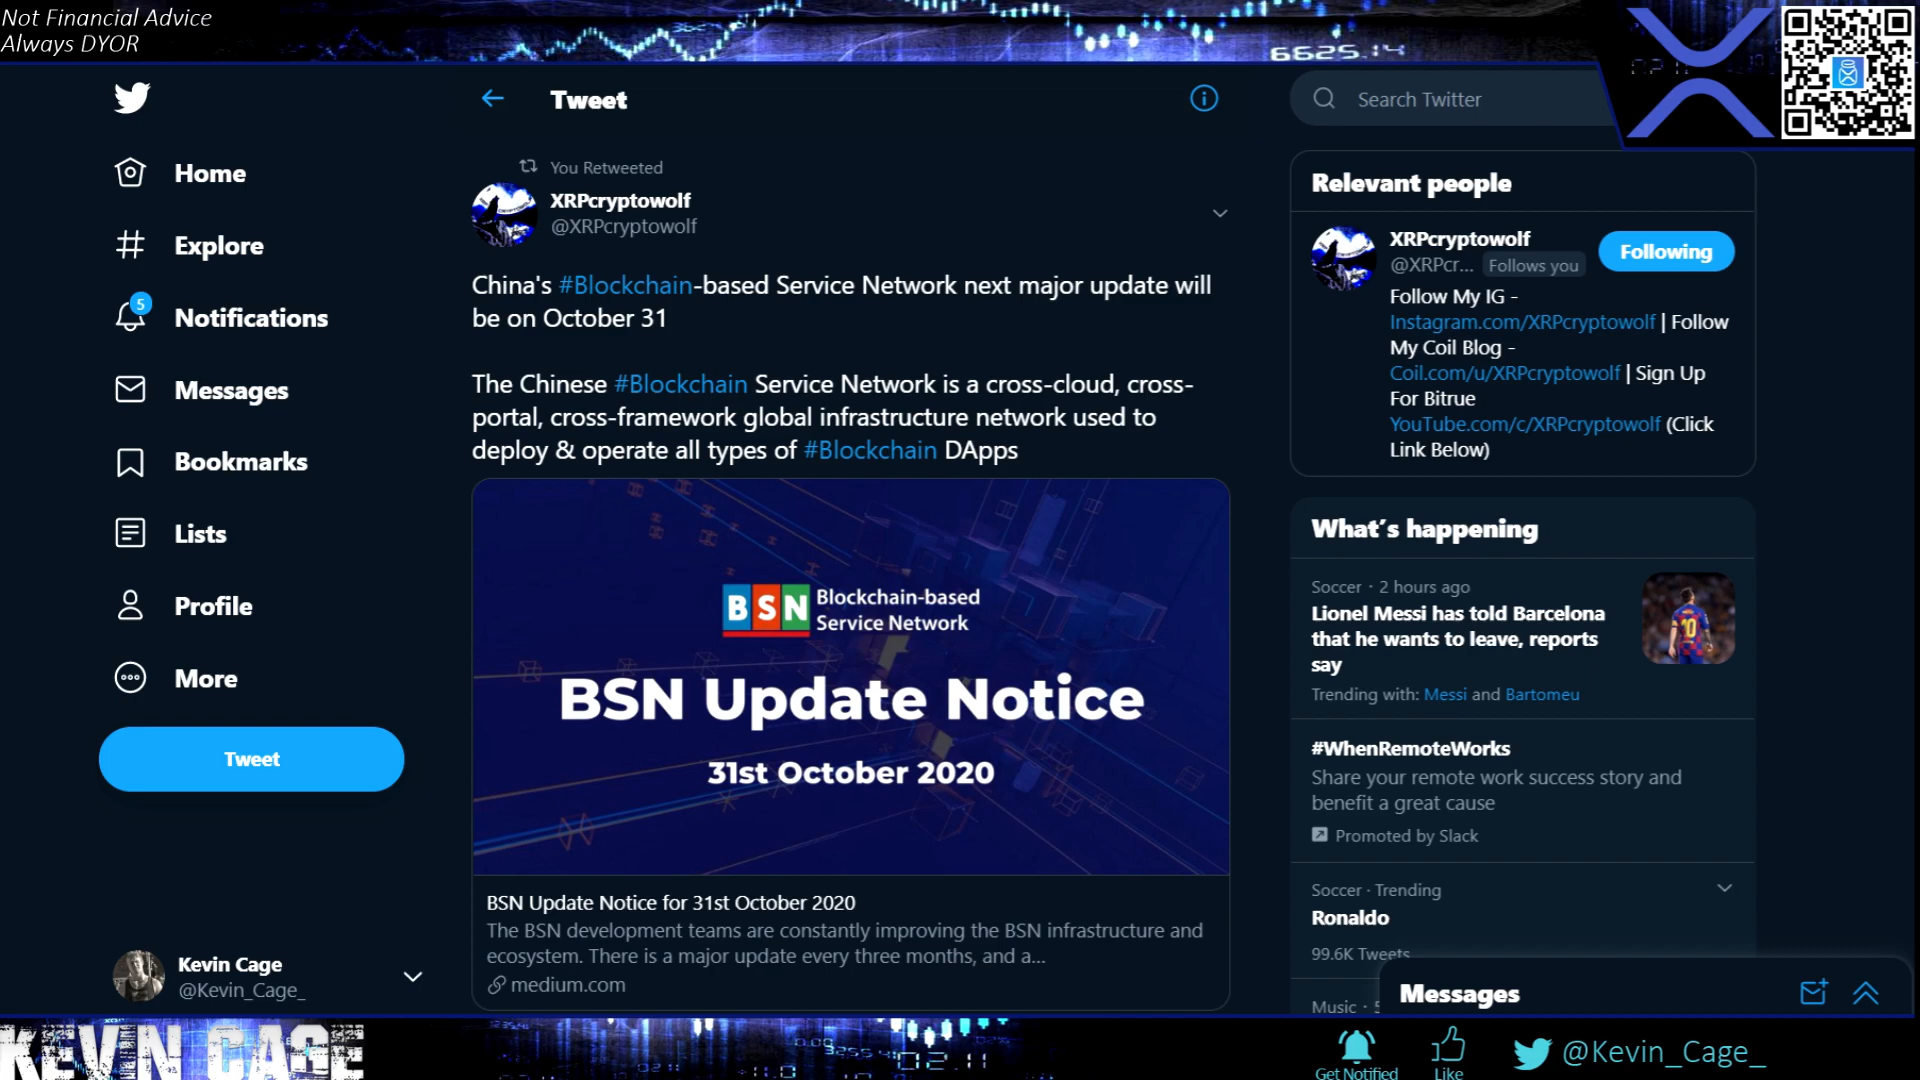 Not Financial Advice
Always DYOR
6625.14
Home
Explore
5
Notifications
Messages
Bookmarks
Lists
Profile
More
Tweet
Kevin Cage
@Kevin_Cage_
Tweet
You Retweeted
XRPcryptowolf
@XRPcryptowolf
China's #Blockchain-based Service Network next major update will
be on October 31
The Chinese #Blockchain Service Network is a cross-cloud, cross-
portal, cross-framework global infrastructure network used to
deploy & operate all types of #Blockchain DApps
BSN Blockchain-based
Service Network
BSN Update Notice
31st October 2020
BSN Update Notice for 31st October 2020
The BSN development teams are constantly improving the BSN infrastructure and
ecosystem. There is a major update every three months, and a...
medium.com
Search Twitter
Relevant people
XRPcryptowolf
@XRPcr... Follows you
Following
Follow My IG -
Instagram.com/XRPcryptowolf | Follow
My Coil Blog -
Coil.com/u/XRPcryptowolf | Sign Up
For Bitrue
YouTube.com/c/XRPcryptowolf (Click
Link Below)
What's happening
Soccer · 2 hours ago
Lionel Messi has told Barcelona
that he wants to leave, reports
say
10
Trending with: Messi and Bartomeu
#WhenRemoteWorks
Share your remote work success story and
benefit a great cause
Promoted by Slack
Soccer · Trending
Ronaldo
99.6K Tweets
Music ·
Messages
KEVIN CAGE
02.11
Get Notified
Like
@Kevin_Cage_